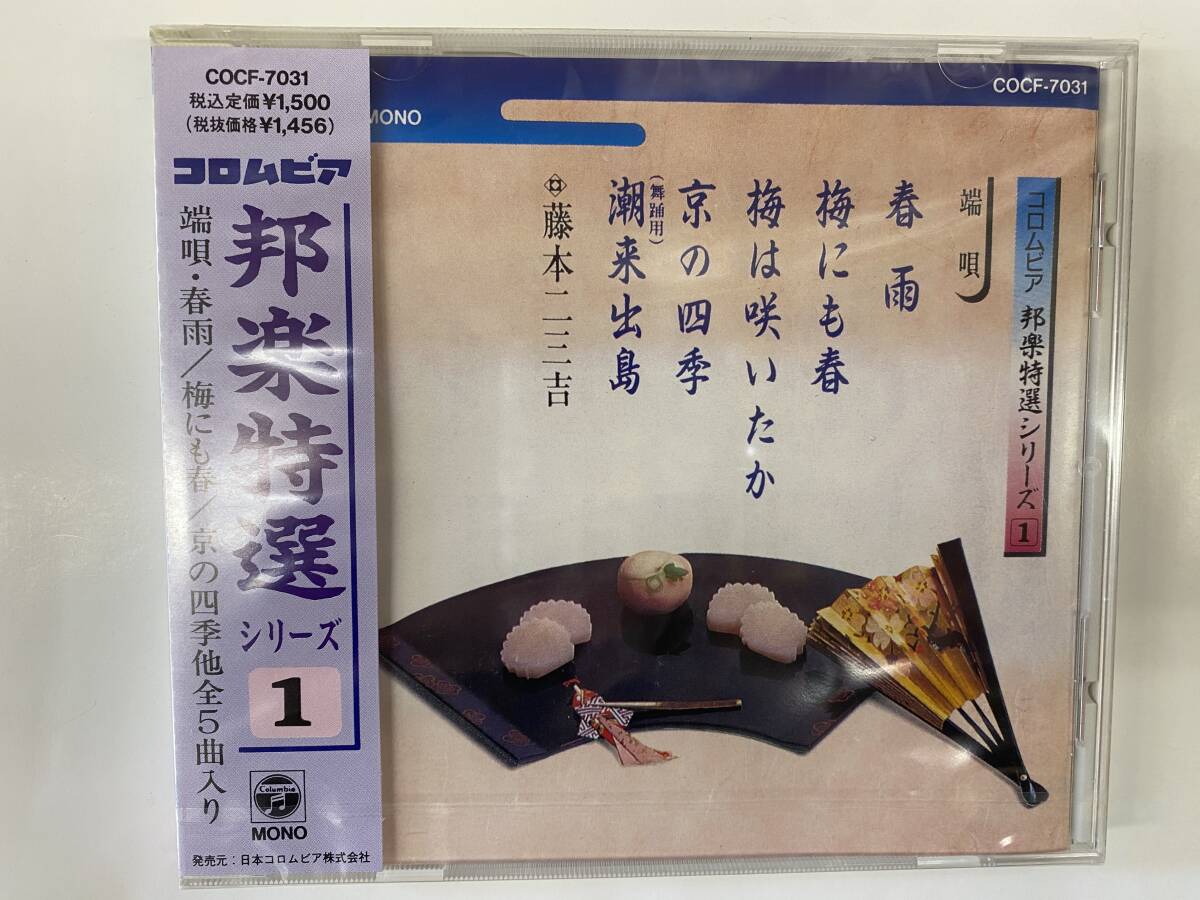 COCF-7031
税込定価¥1,500
(税抜価格¥1,456)
コロムビア
邦楽特選
シリーズ
1
端唄・春雨/梅にも春/京の四季他全5曲入り
Columbia
MONO
発売元:日本コロムビア株式会社
COCF-7031
MONO
コロムビア 邦楽特選シリーズ 1
端唄
春雨
梅にも春
梅は咲いたか
京の四季
(舞踊用)
潮来出島
藤本二三吉